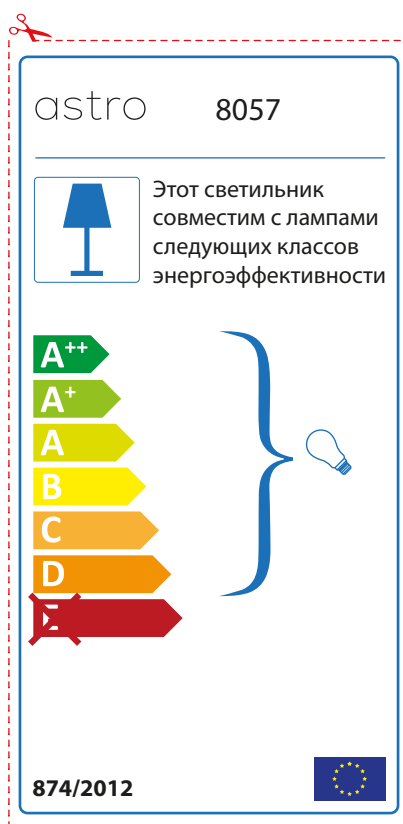 astro 8057
Этот светильник
совместим с лампами
следующих классов
энергоэффективности
A++
A+
A
B
C
D
E
874/2012